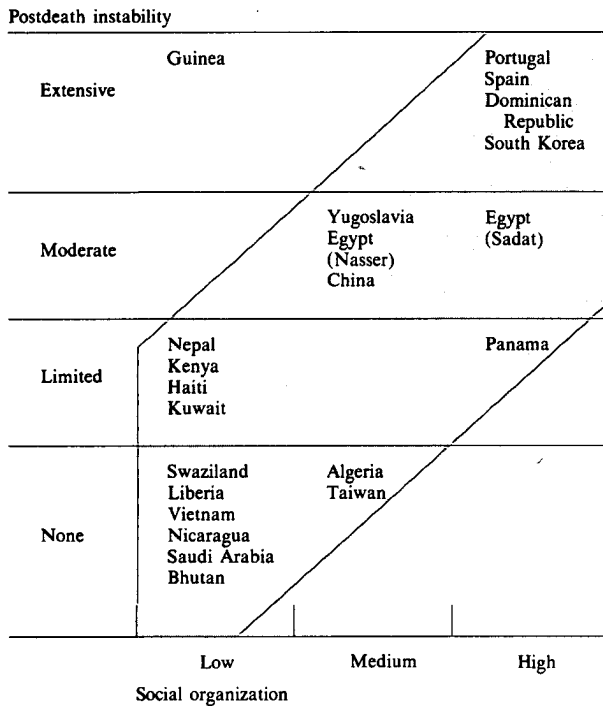 Postdeath instability
Extensive
Guinea
Portugal
Spain
Dominican
Republic
South Korea
Moderate
Yugoslavia
Egypt
(Nasser)
China
Egypt
(Sadat)
Limited
Nepal
Kenya
Haiti
Kuwait
Panama
None
Swaziland
Liberia
Vietnam
Nicaragua
Saudi Arabia
Bhutan
Algeria
Taiwan
Low Medium High
Social organization